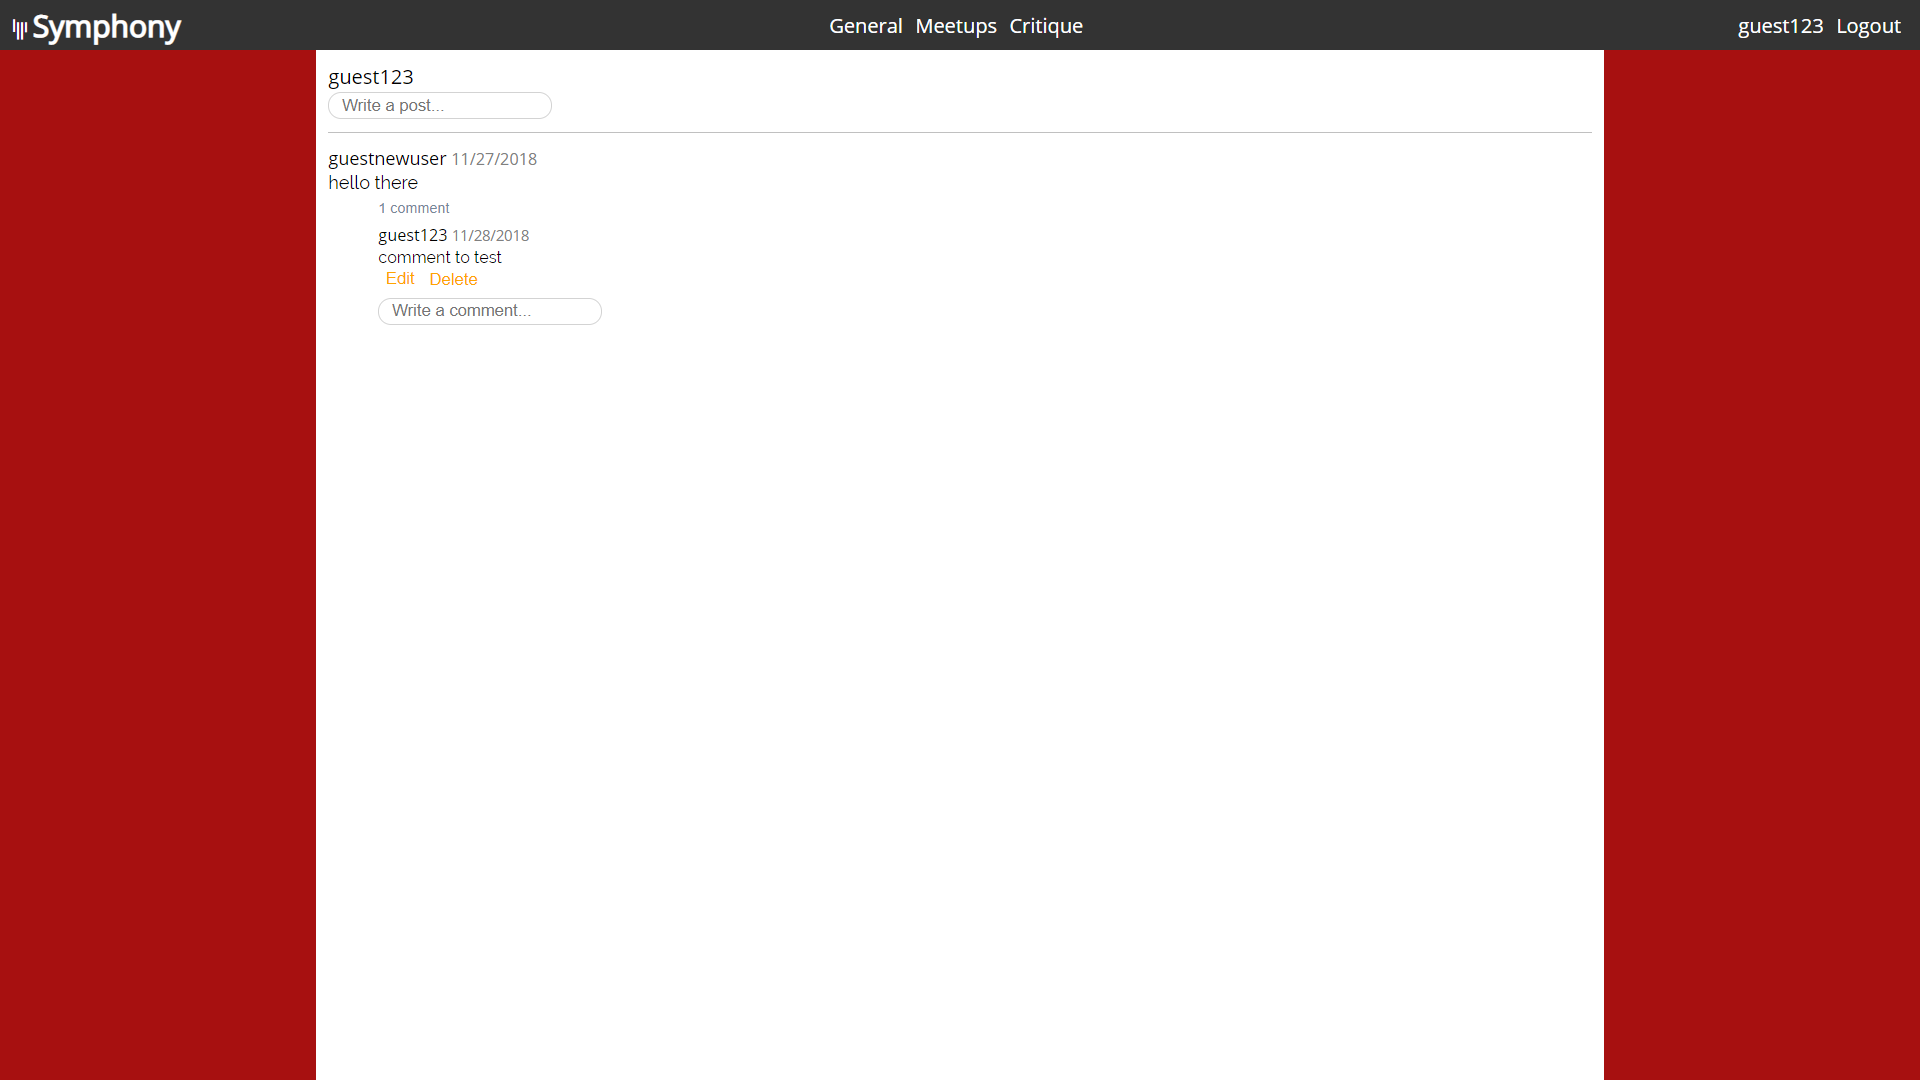 Symphony
General Meetups Critique
guest123 Logout
guest123
Write a post...
guestnewuser 11/27/2018
hello there
1 comment
guest123 11/28/2018
comment to test
Edit Delete
Write a comment...